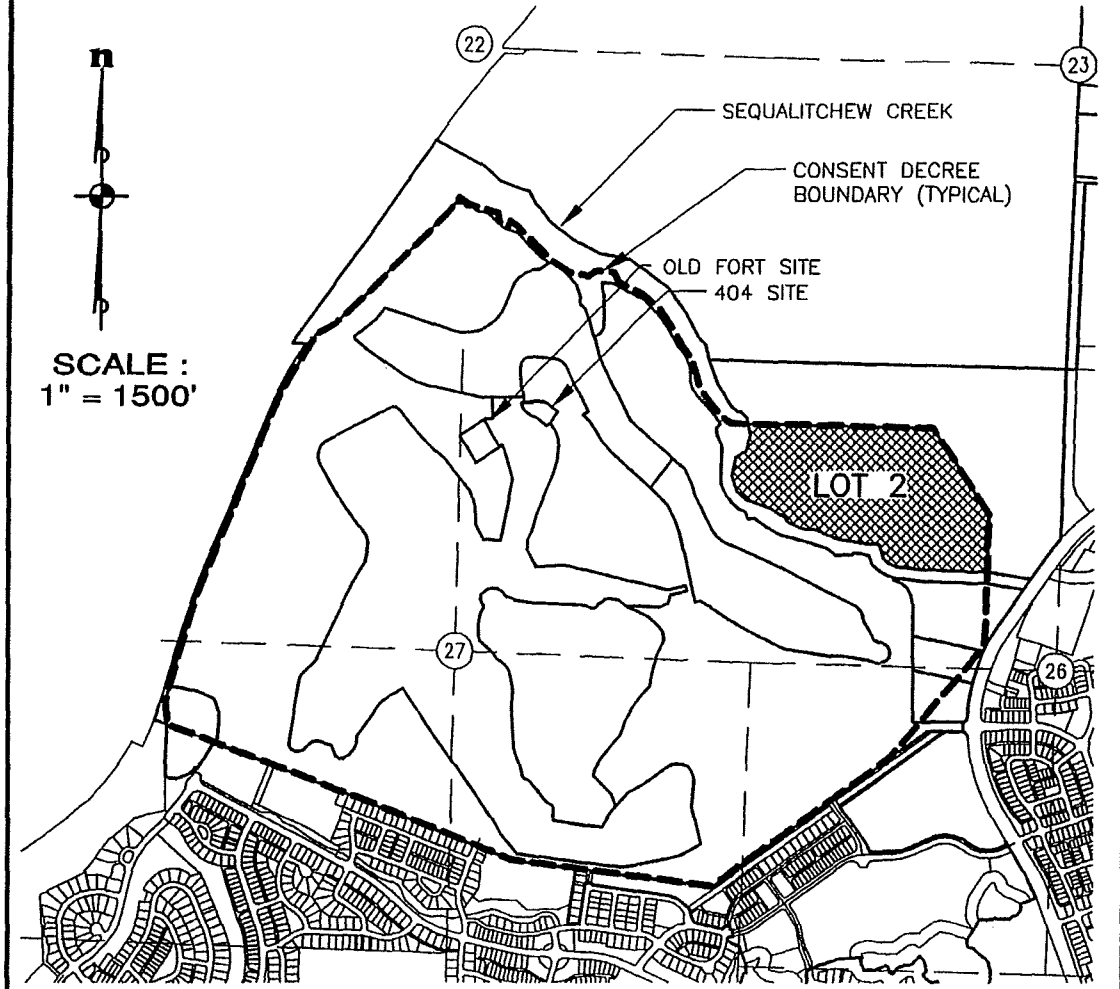 n
SCALE :
1" = 1500'
22
23
SEQUALITCHEW CREEK
CONSENT DECREE
BOUNDARY (TYPICAL)
OLD FORT SITE
404 SITE
LOT 2
27
26